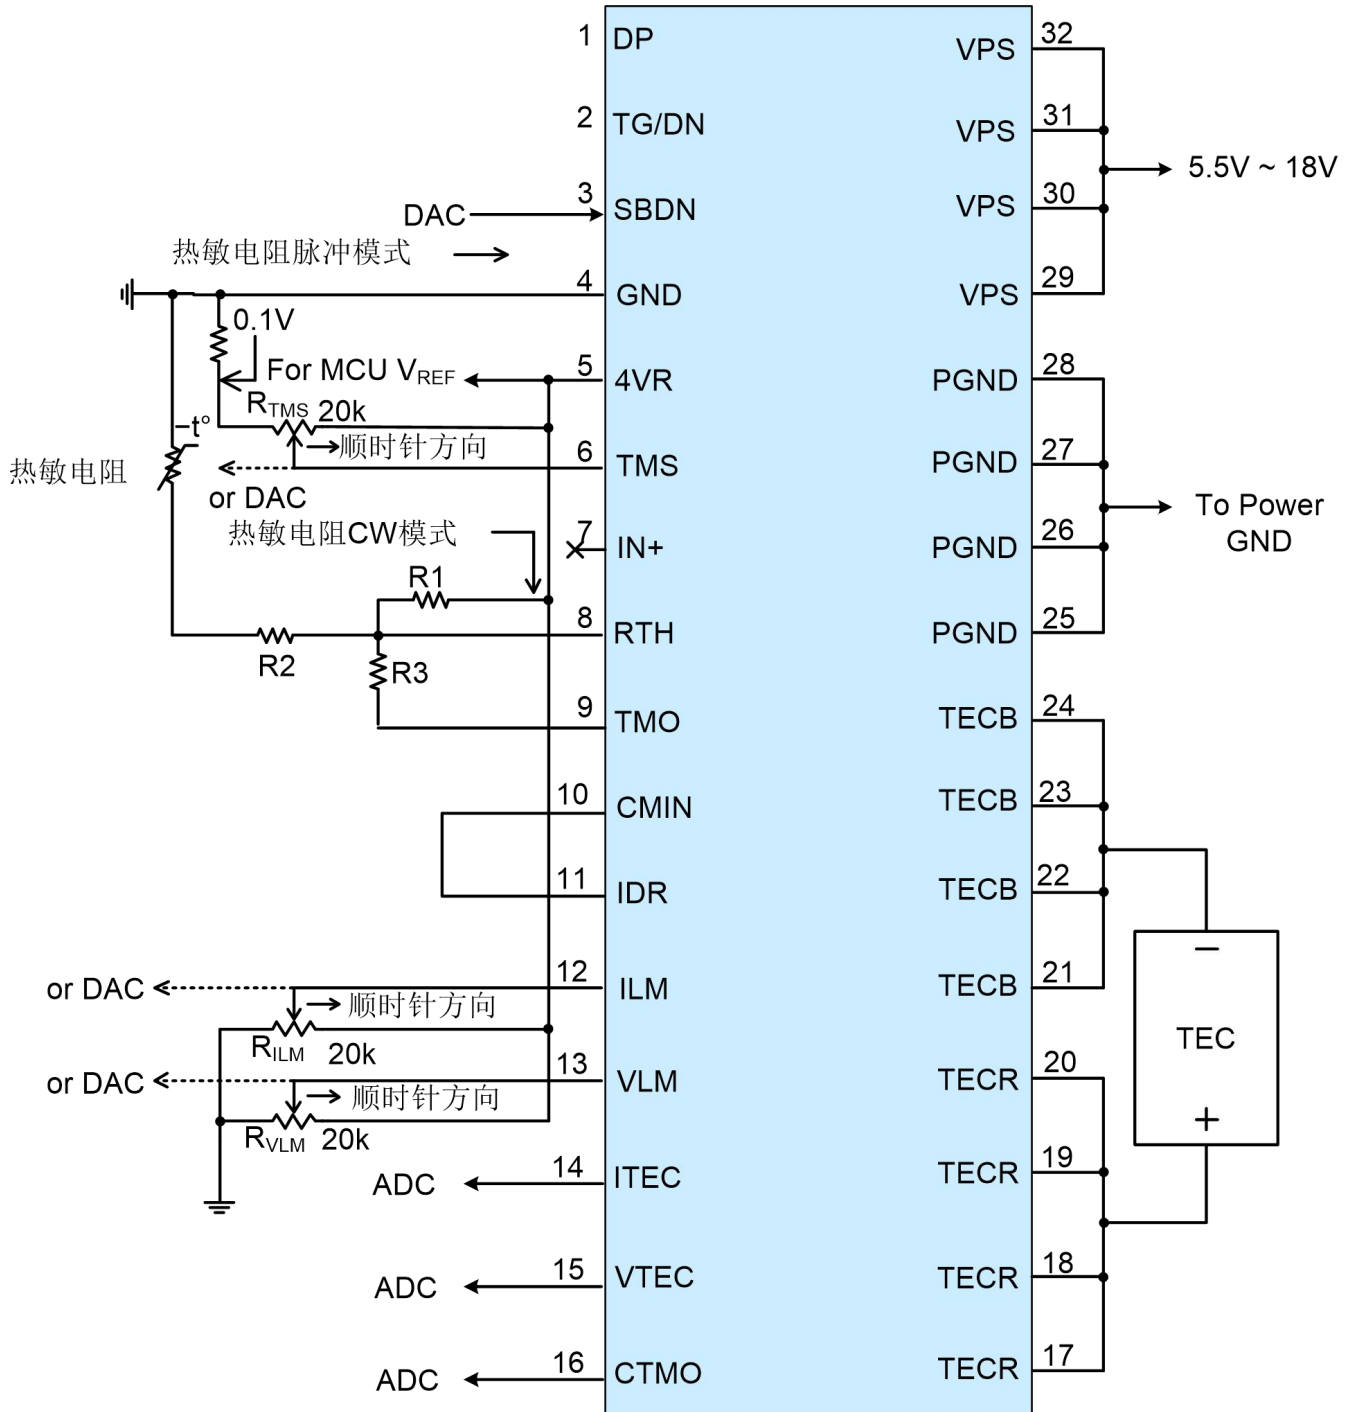 1 DP
2 TG/DN
DAC 3 SBDN
热敏电阻脉冲模式
4 GND
0.1V
For MCU VREF 5 4VR
RTMS 20k
-t°
顺时针方向
热敏电阻
6 TMS
or DAC
热敏电阻CW模式
7 IN+
R1
8 RTH
R2
R3
9 TMO
10 CMIN
11 IDR
or DAC 12 ILM
顺时针方向
RILM 20k
or DAC 13 VLM
顺时针方向
RVLM 20k
ADC 14 ITEC
ADC 15 VTEC
ADC 16 CTMO
VPS 32
VPS 31
5.5V ~ 18V
VPS 30
VPS 29
PGND 28
PGND 27
To Power
GND
PGND 26
PGND 25
TECB 24
TECB 23
TECB 22
TECB 21
−
TEC
+
TECR 20
TECR 19
TECR 18
TECR 17